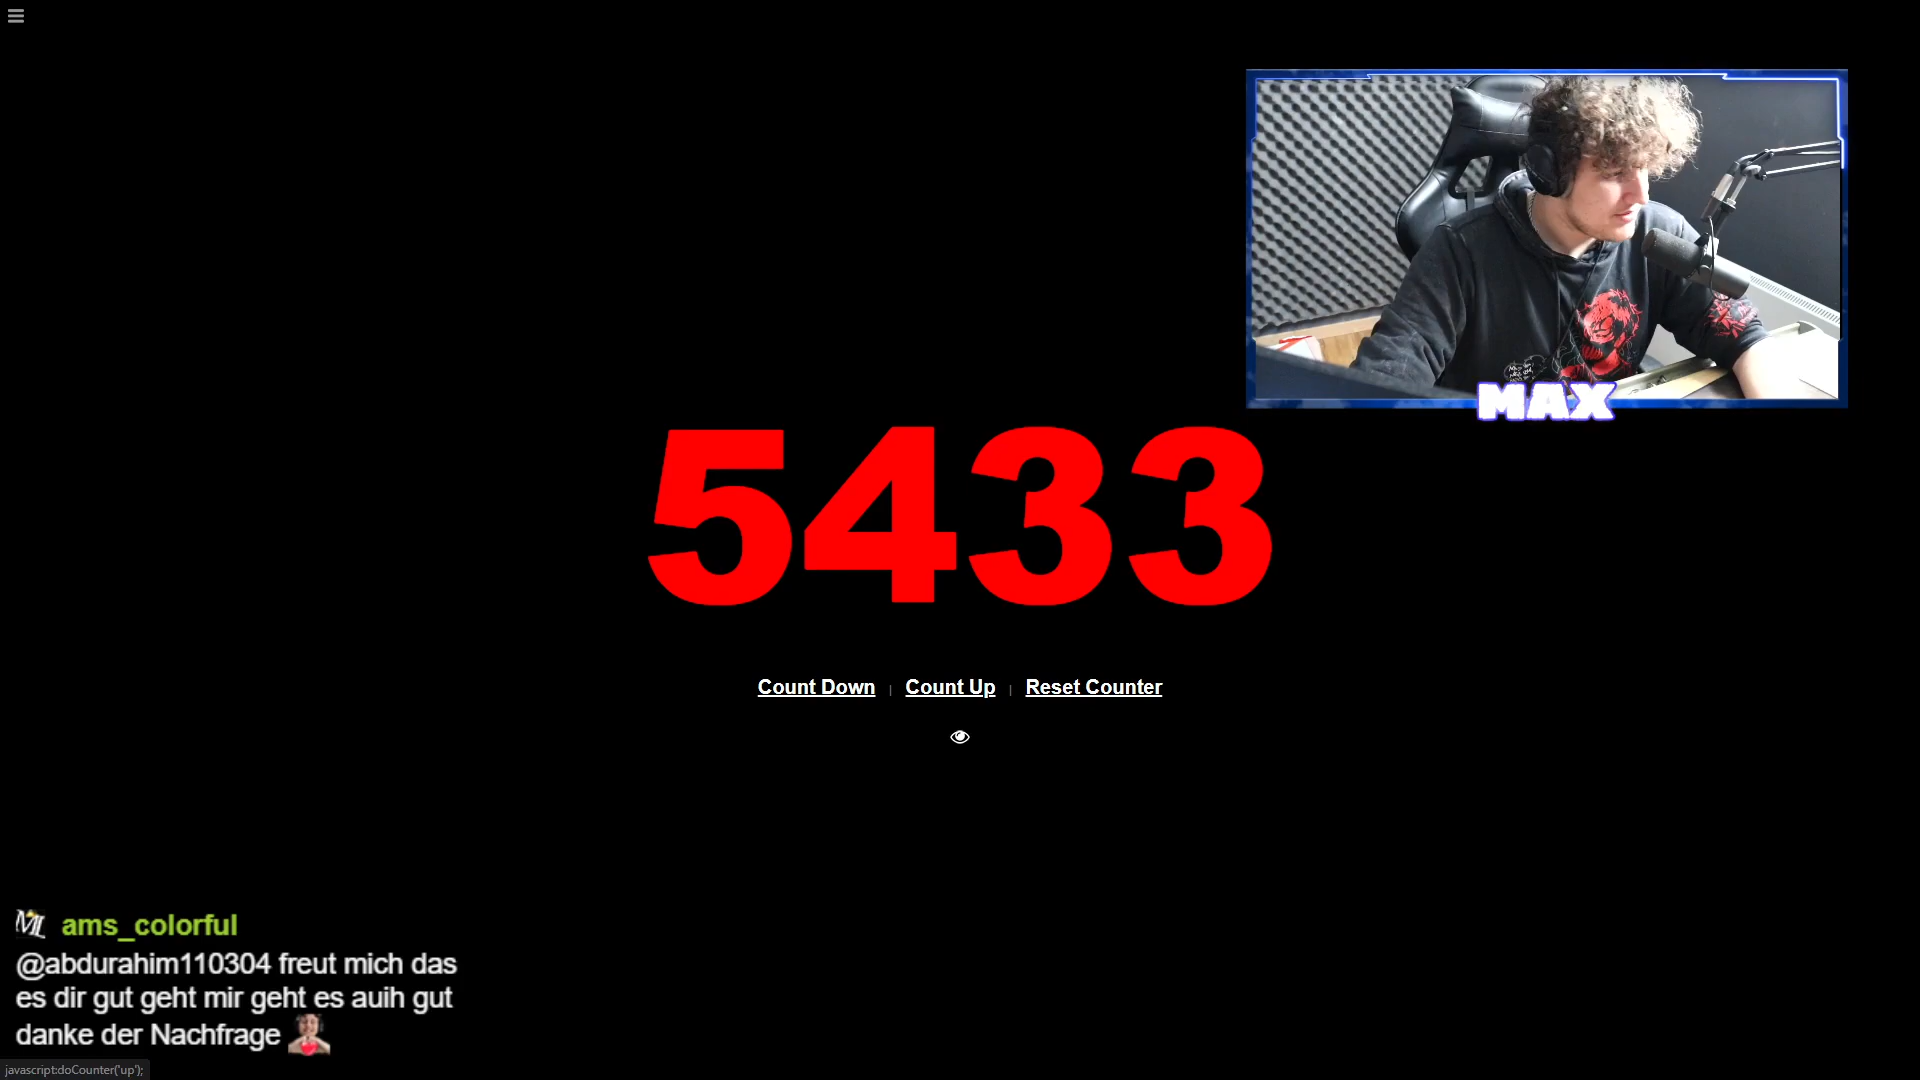 MAX
5433
Count Down | Count Up | Reset Counter
ams_colorful
@abdurahim110304 freut mich das
es dir gut geht mir geht es auih gut
danke der Nachfrage
javascript:doCounter('up');